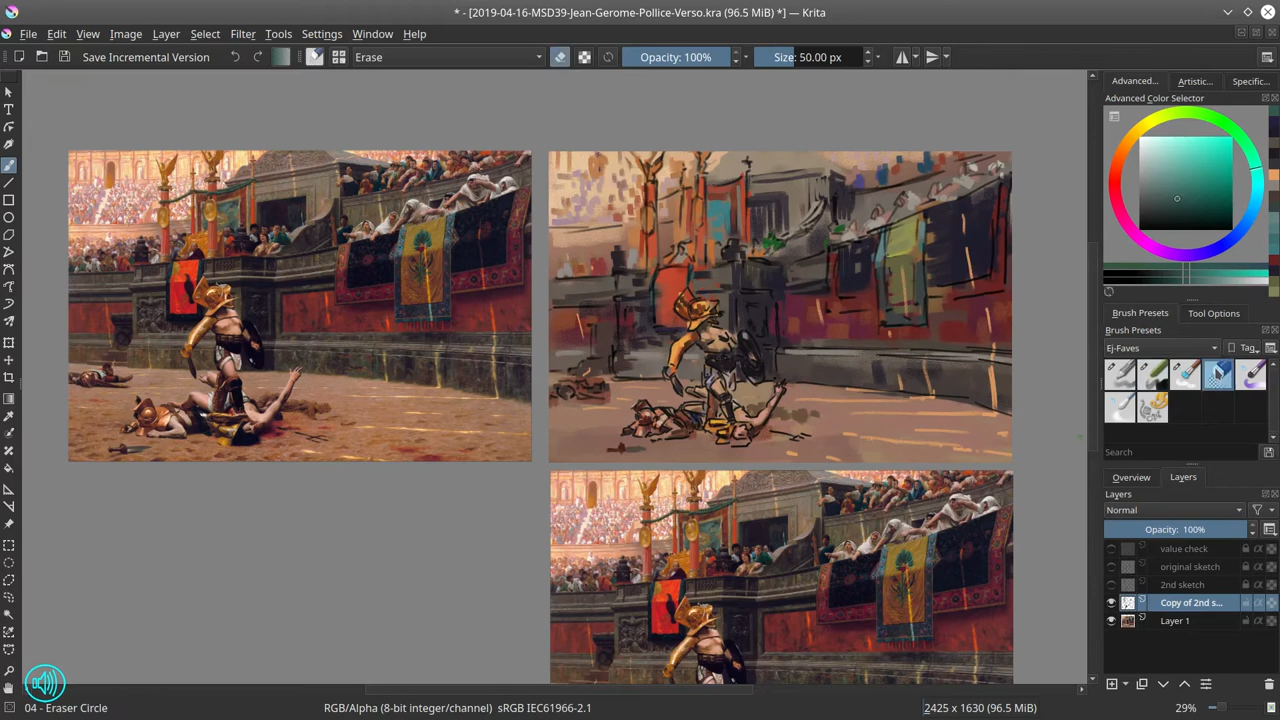 * - [2019-04-16-MSD39-Jean-Gerome-Pollice-Verso.kra (96.5 MiB) *] - Krita
File Edit View Image Layer Select Filter Tools Settings Window Help
Save Incremental Version Erase Opacity: 100% Size: 50.00 px
Advanced... Artistic... Specific...
Advanced Color Selector
Brush Presets Tool Options
Brush Presets
Ej-Faves Tag
Search
Overview Layers
Layers
Normal
Opacity: 100%
value check
original sketch
2nd sketch
Copy of 2nd s...
Layer 1
04 - Eraser Circle RGB/Alpha (8-bit integer/channel) sRGB IEC61966-2.1 2425 x 1630 (96.5 MiB) 29%